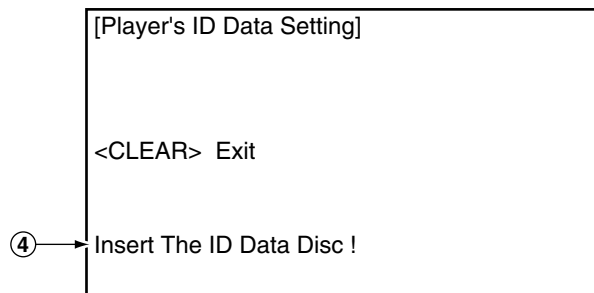 [Player's ID Data Setting]
<CLEAR> Exit
④ Insert The ID Data Disc !